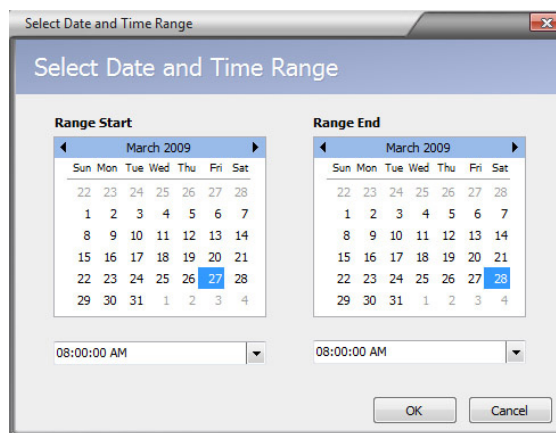 Select Date and Time Range
Select Date and Time Range
Range Start
March 2009
Sun Mon Tue Wed Thu Fri Sat
22 23 24 25 26 27 28
1 2 3 4 5 6 7
8 9 10 11 12 13 14
15 16 17 18 19 20 21
22 23 24 25 26 27 28
29 30 31 1 2 3 4
08:00:00 AM
Range End
March 2009
Sun Mon Tue Wed Thu Fri Sat
22 23 24 25 26 27 28
1 2 3 4 5 6 7
8 9 10 11 12 13 14
15 16 17 18 19 20 21
22 23 24 25 26 27 28
29 30 31 1 2 3 4
08:00:00 AM
OK
Cancel